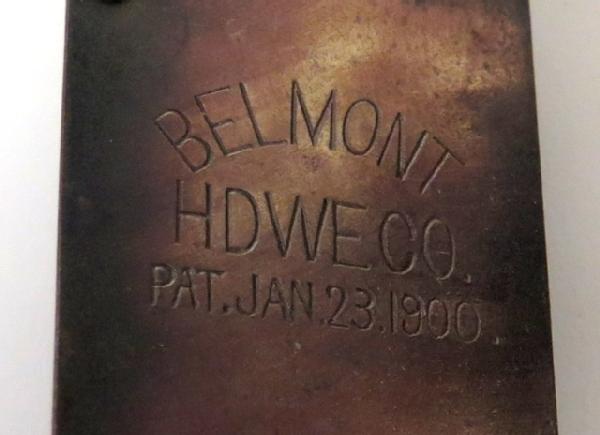 BELMONT
HDWE CO.
PAT. JAN. 23. 1900.